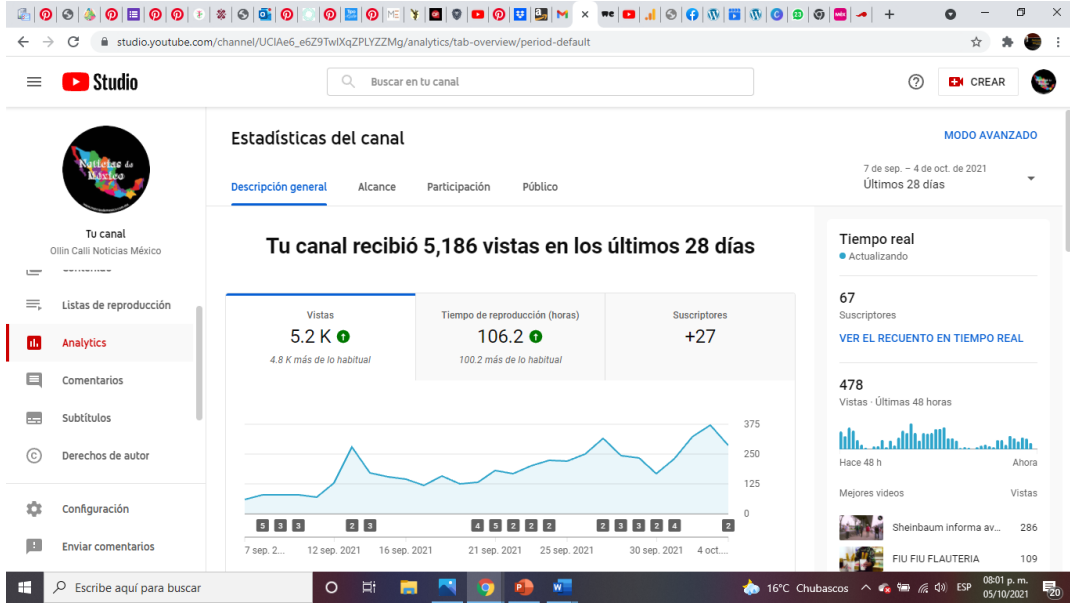 studio.youtube.com/channel/UClAe6_e6Z9TwIXqZPLYZZMg/analytics/tab-overview/period-default
Studio
Buscar en tu canal
CREAR
Noticias de
México
Tu canal
Ollin Calli Noticias México
Listas de reproducción
Analytics
Comentarios
Subtítulos
Derechos de autor
Configuración
Enviar comentarios
Estadísticas del canal
MODO AVANZADO
Descripción general
Alcance
Participación
Público
7 de sep. – 4 de oct. de 2021
Últimos 28 días
Tu canal recibió 5,186 vistas en los últimos 28 días
Vistas
5.2 K
4.8 K más de lo habitual
Tiempo de reproducción (horas)
106.2
100.2 más de lo habitual
Suscriptores
+27
375
250
125
0
5 3 3 2 3 4 5 2 2 2 2 3 3 2 4 2
7 sep. 2... 12 sep. 2021 16 sep. 2021 21 sep. 2021 25 sep. 2021 30 sep. 2021 4 oct....
Tiempo real
Actualizando
67
Suscriptores
VER EL RECUENTO EN TIEMPO REAL
478
Vistas · Últimas 48 horas
Hace 48 h Ahora
Mejores videos Vistas
Sheinbaum informa av... 286
FIU FIU FLAUTERIA 109
Escribe aquí para buscar
16°C Chubascos
ESP
08:01 p. m.
05/10/2021
20